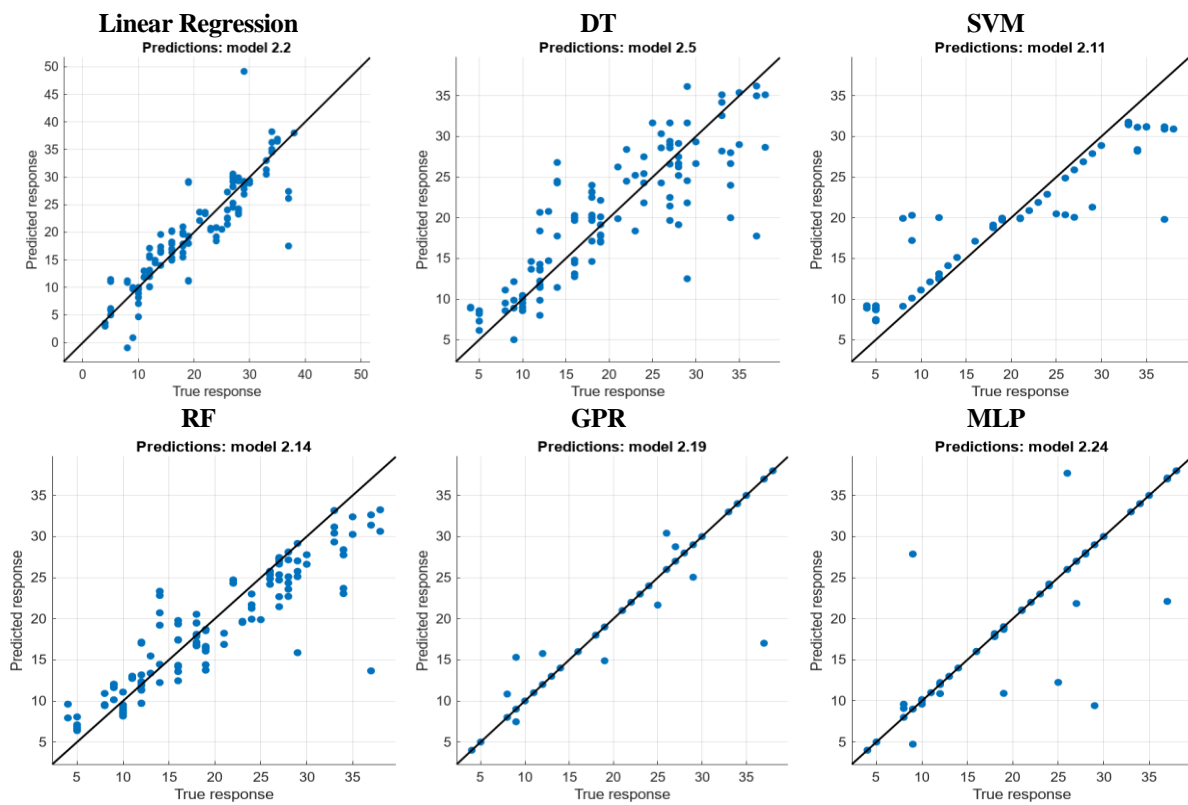 Linear Regression
Predictions: model 2.2
Predicted response
50
45
40
35
30
25
20
15
10
5
0
0 10 20 30 40 50
True response
DT
Predictions: model 2.5
Predicted response
35
30
25
20
15
10
5
5 10 15 20 25 30 35
True response
SVM
Predictions: model 2.11
Predicted response
35
30
25
20
15
10
5
5 10 15 20 25 30 35
True response
RF
Predictions: model 2.14
Predicted response
35
30
25
20
15
10
5
5 10 15 20 25 30 35
True response
GPR
Predictions: model 2.19
Predicted response
35
30
25
20
15
10
5
5 10 15 20 25 30 35
True response
MLP
Predictions: model 2.24
Predicted response
35
30
25
20
15
10
5
5 10 15 20 25 30 35
True response